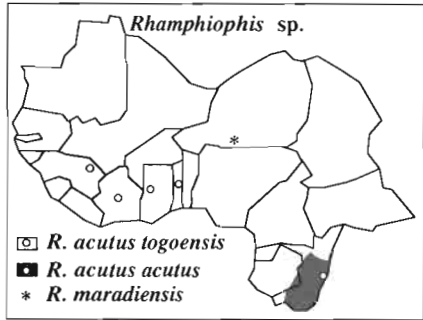 Rhamphiophis sp.
R. acutus togoensis
R. acutus acutus
* R. maradiensis